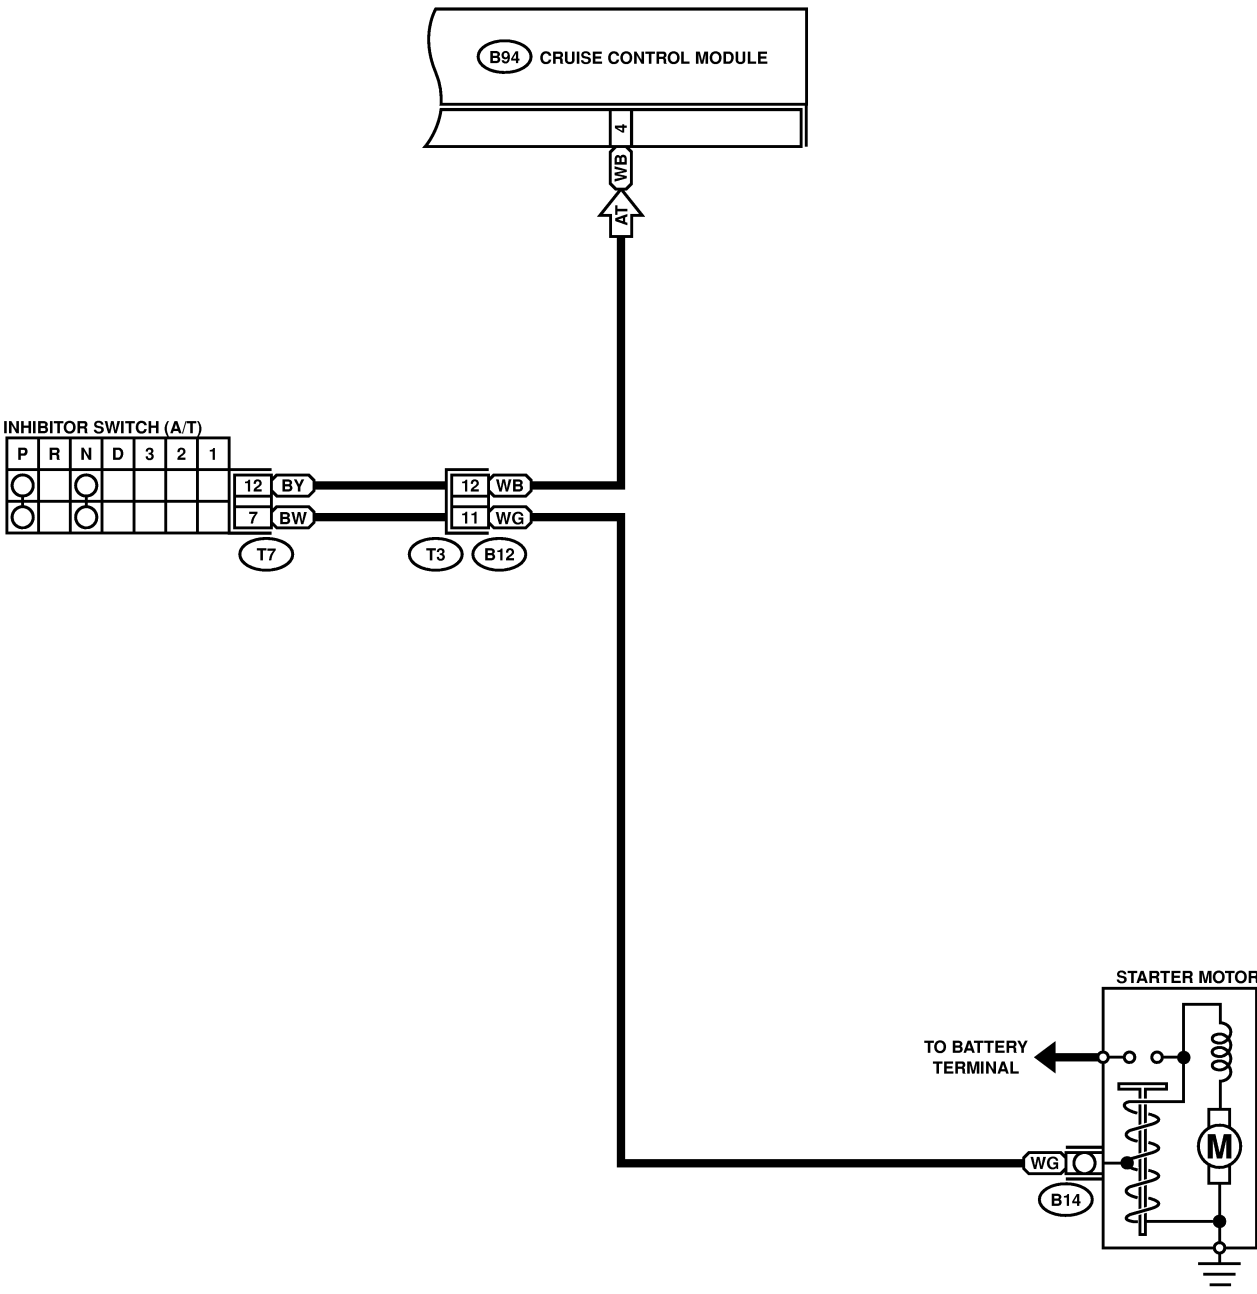 B94 CRUISE CONTROL MODULE
4
WB
AT
INHIBITOR SWITCH (A/T)
P R N D 3 2 1
12 BY 12 WB
7 BW 11 WG
T7 T3 B12
STARTER MOTOR
TO BATTERY
TERMINAL
M
WG
B14